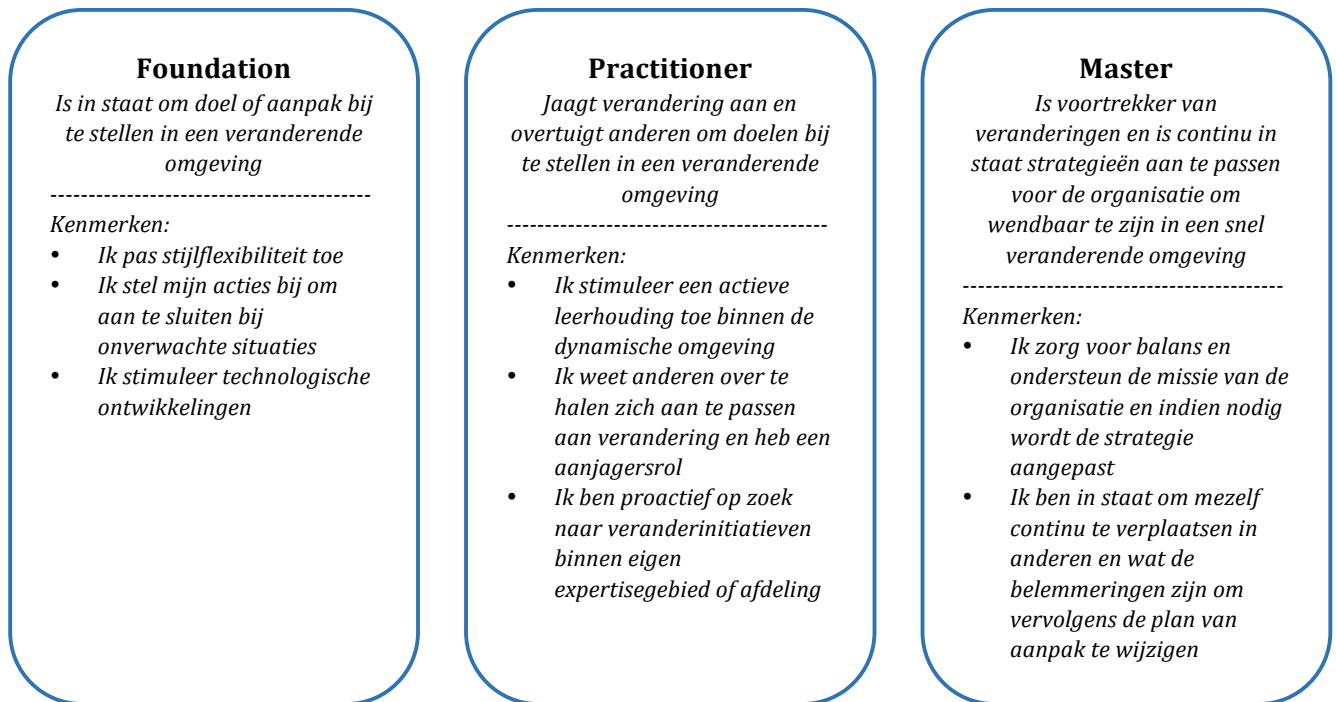 Foundation
Is in staat om doel of aanpak bij
te stellen in een veranderende
omgeving
------------------------------------------
Kenmerken:
• Ik pas stijlflexibiliteit toe
• Ik stel mijn acties bij om
aan te sluiten bij
onverwachte situaties
• Ik stimuleer technologische
ontwikkelingen
Practitioner
Jaagt verandering aan en
overtuigt anderen om doelen bij
te stellen in een veranderende
omgeving
------------------------------------------
Kenmerken:
• Ik stimuleer een actieve
leerhouding toe binnen de
dynamische omgeving
• Ik weet anderen over te
halen zich aan te passen
aan verandering en heb een
aanjagersrol
• Ik ben proactief op zoek
naar veranderinitiatieven
binnen eigen
expertisegebied of afdeling
Master
Is voortrekker van
veranderingen en is continu in
staat strategieën aan te passen
voor de organisatie om
wendbaar te zijn in een snel
veranderende omgeving
------------------------------------------
Kenmerken:
• Ik zorg voor balans en
ondersteun de missie van de
organisatie en indien nodig
wordt de strategie
aangepast
• Ik ben in staat om mezelf
continu te verplaatsen in
anderen en wat de
belemmeringen zijn om
vervolgens de plan van
aanpak te wijzigen